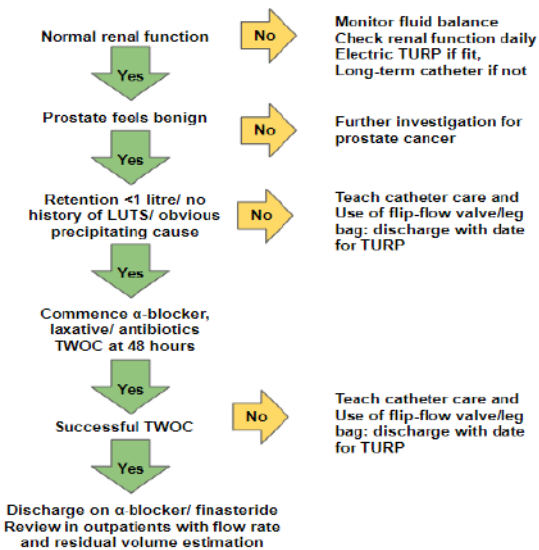 Normal renal function
No
Monitor fluid balance
Check renal function daily
Electric TURP if fit,
Long-term catheter if not
Yes
Prostate feels benign
No
Further investigation for
prostate cancer
Yes
Retention <1 litre/ no
history of LUTS/ obvious
precipitating cause
No
Teach catheter care and
Use of flip-flow valve/leg
bag: discharge with date
for TURP
Yes
Commence α-blocker,
laxative/ antibiotics
TWOC at 48 hours
Yes
Successful TWOC
No
Teach catheter care and
Use of flip-flow valve/leg
bag: discharge with date
for TURP
Yes
Discharge on α-blocker/ finasteride
Review in outpatients with flow rate
and residual volume estimation